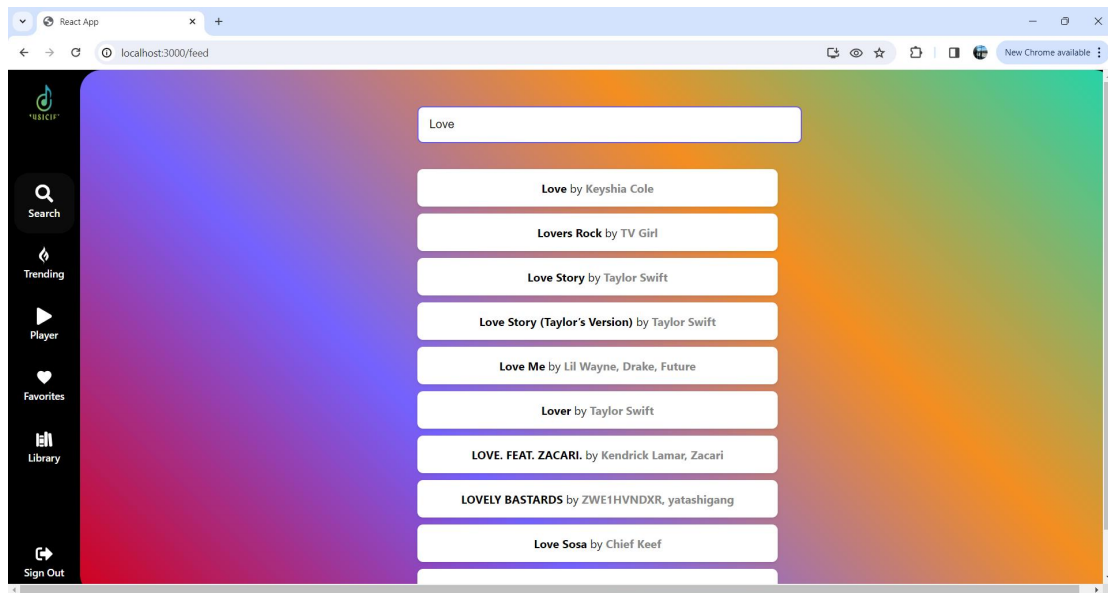 React App
localhost:3000/feed
New Chrome available
Love
Search
Trending
Player
Favorites
Library
Sign Out
Love by Keyshia Cole
Lovers Rock by TV Girl
Love Story by Taylor Swift
Love Story (Taylor's Version) by Taylor Swift
Love Me by Lil Wayne, Drake, Future
Lover by Taylor Swift
LOVE. FEAT. ZACARI. by Kendrick Lamar, Zacari
LOVELY BASTARDS by ZWE1HVNDXR, yatashigang
Love Sosa by Chief Keef